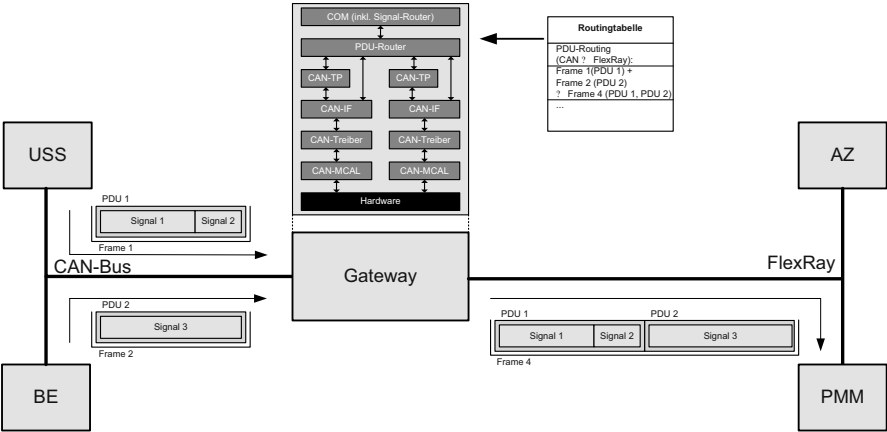 COM (inkl. Signal-Router)
PDU-Router
CAN-TP CAN-TP
CAN-IF CAN-IF
CAN-Treiber CAN-Treiber
CAN-MCAL CAN-MCAL
Hardware
Routingtabelle
PDU-Routing
(CAN ? FlexRay):
Frame 1(PDU 1) +
Frame 2 (PDU 2)
? Frame 4 (PDU 1, PDU 2)
...
USS
AZ
PDU 1
Signal 1 Signal 2
Frame 1
CAN-Bus
Gateway
FlexRay
PDU 2
Signal 3
Frame 2
PDU 1 PDU 2
Signal 1 Signal 2 Signal 3
Frame 4
BE
PMM